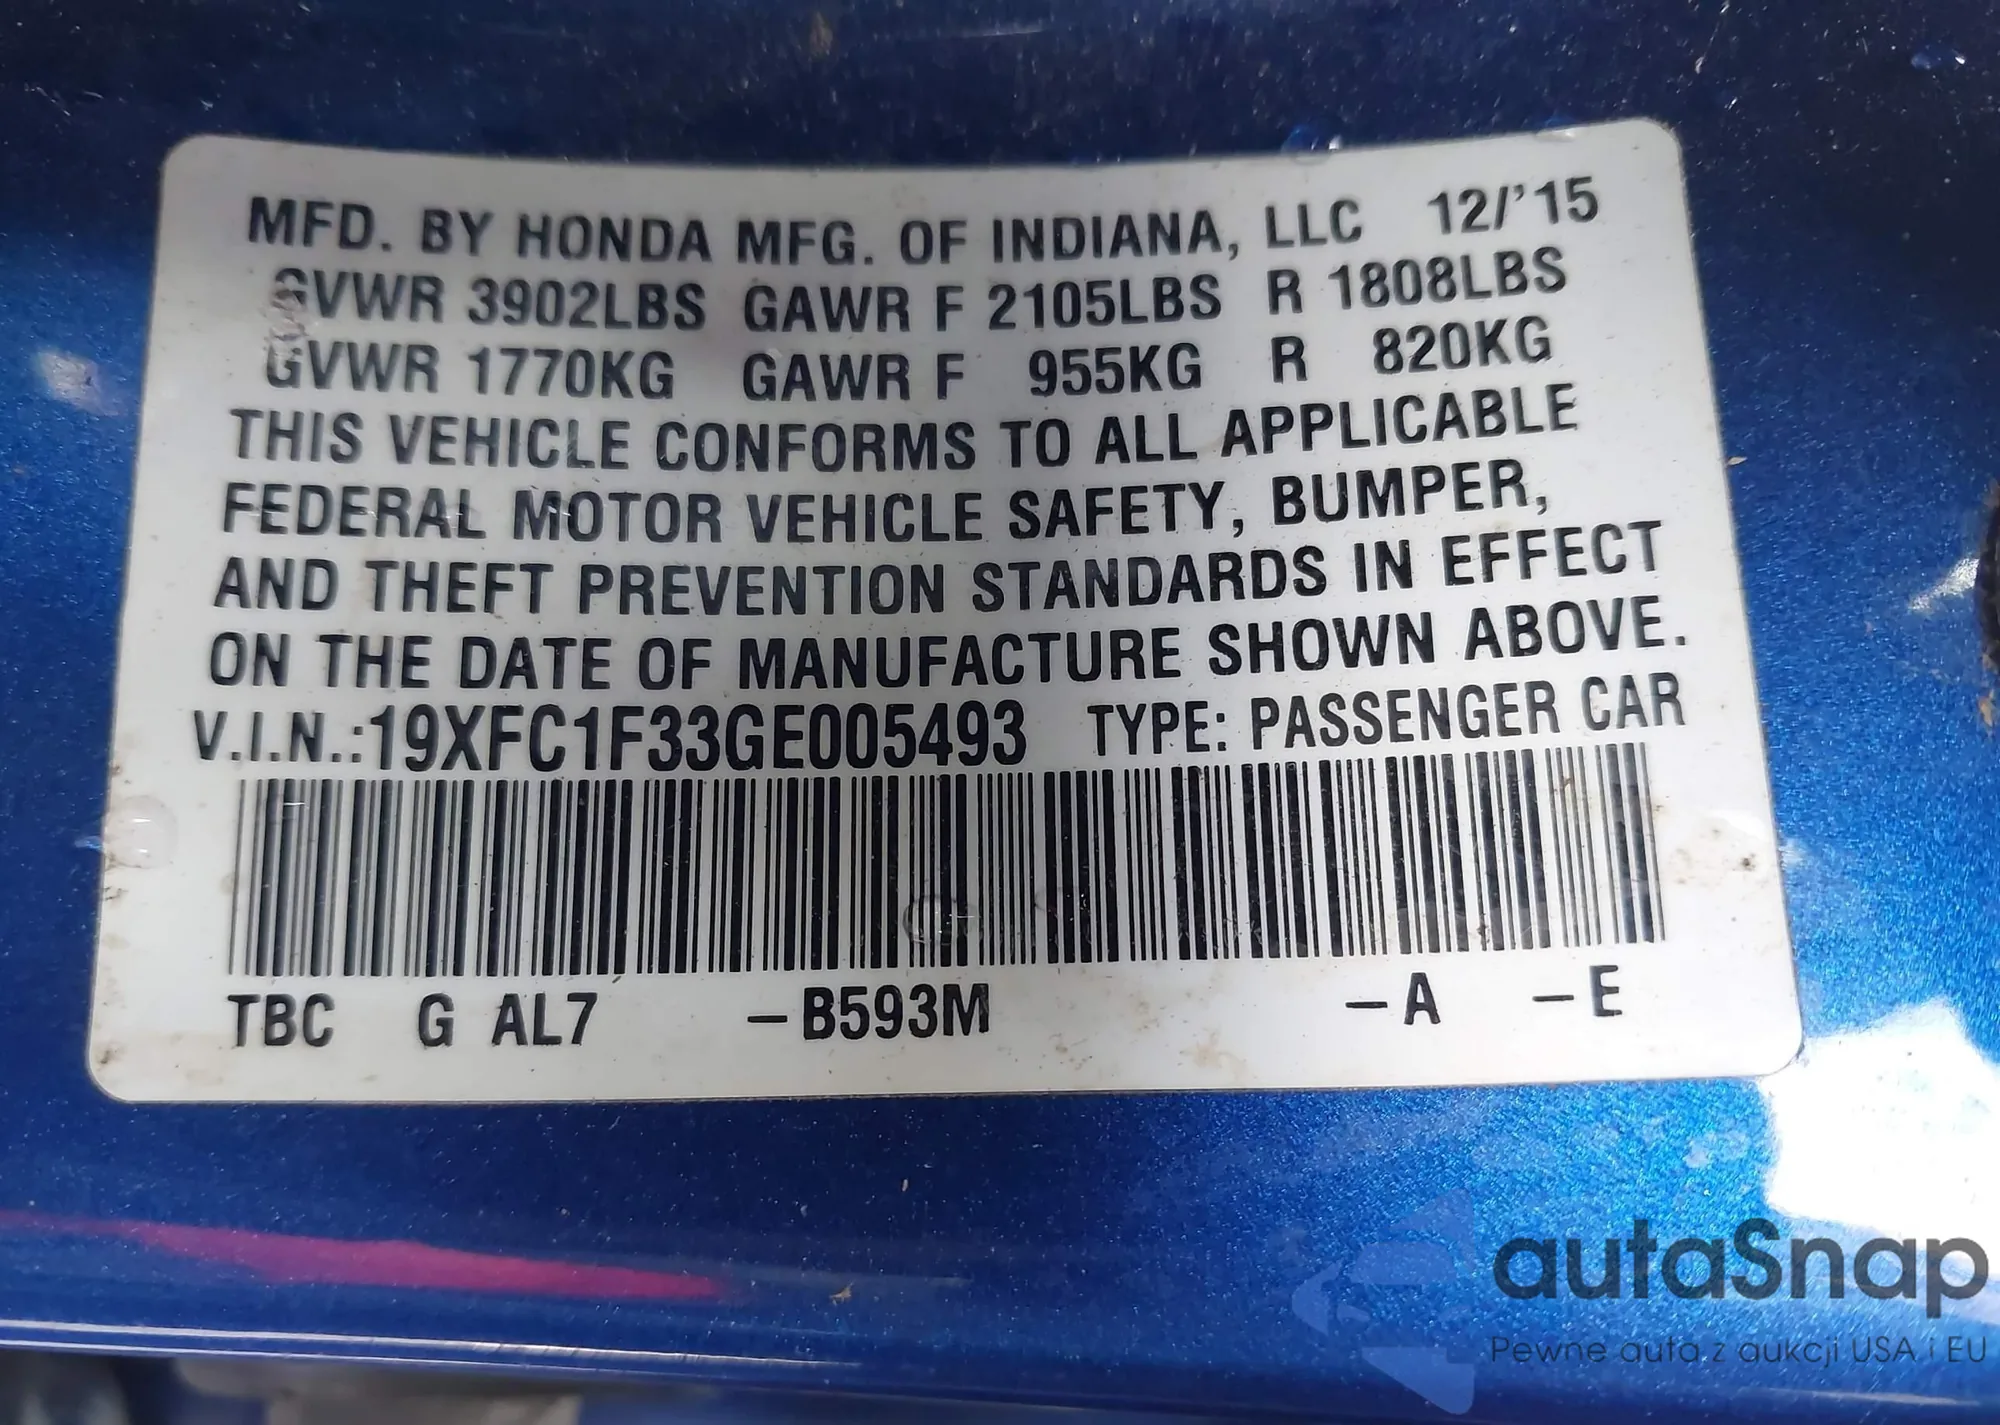 MFD. BY HONDA MFG. OF INDIANA, LLC 12/'15
GVWR 3902LBS GAWR F 2105LBS R 1808LBS
GVWR 1770KG GAWR F 955KG R 820KG
THIS VEHICLE CONFORMS TO ALL APPLICABLE
FEDERAL MOTOR VEHICLE SAFETY, BUMPER,
AND THEFT PREVENTION STANDARDS IN EFFECT
ON THE DATE OF MANUFACTURE SHOWN ABOVE.
V.I.N.:19XFC1F33GE005493 TYPE: PASSENGER CAR
TBC G AL7 –B593M –A –E
autaSnap
Pewne auta z aukcji USA i EU